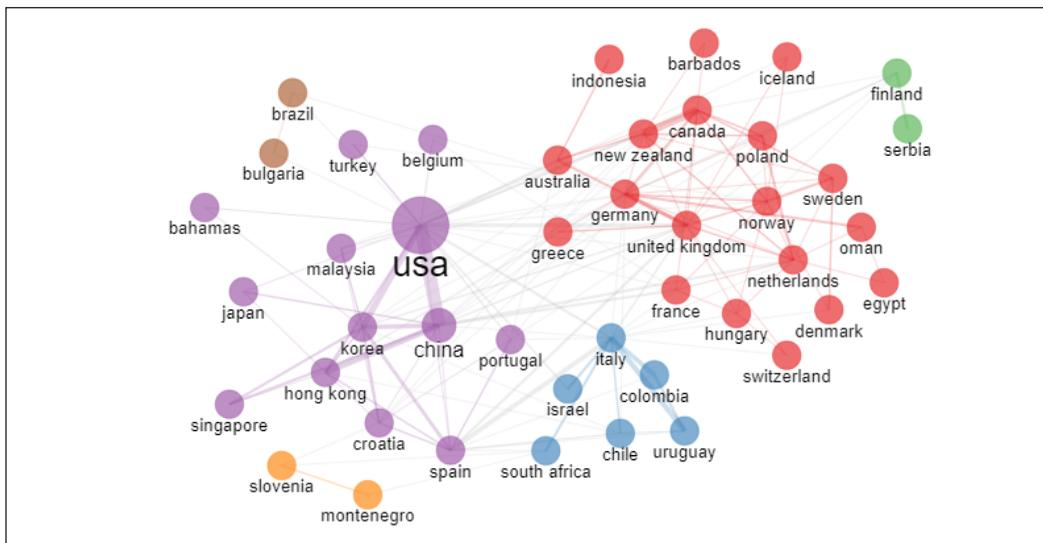 barbados
iceland
indonesia
finland
brazil
canada
serbia
belgium
new zealand
poland
turkey
bulgaria
australia
sweden
germany
norway
bahamas
united kingdom
oman
greece
usa
malaysia
netherlands
egypt
japan
france
denmark
hungary
korea
china
portugal
italy
switzerland
hong kong
colombia
israel
singapore
croatia
chile
uruguay
spain
south africa
slovenia
montenegro